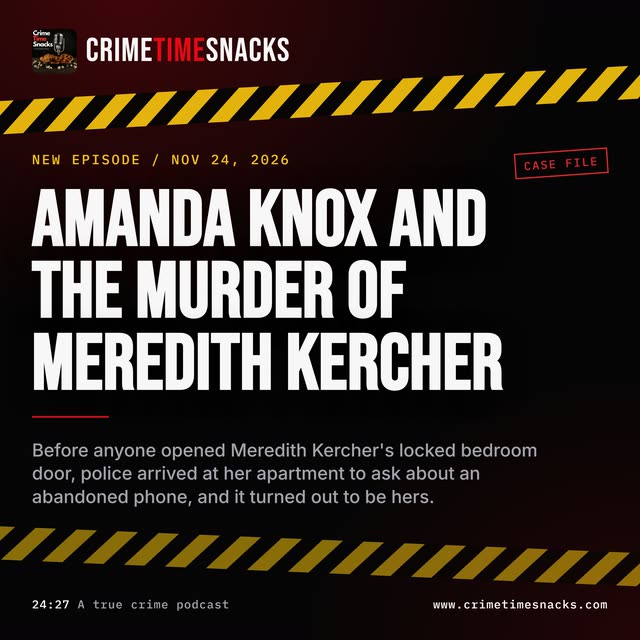 Crime
Time
Snacks
CRIMETIMESNACKS
NEW EPISODE / NOV 24, 2026
CASE FILE
AMANDA KNOX AND
THE MURDER OF
MEREDITH KERCHER
Before anyone opened Meredith Kercher's locked bedroom
door, police arrived at her apartment to ask about an
abandoned phone, and it turned out to be hers.
24:27 A true crime podcast
www.crimetimesnacks.com